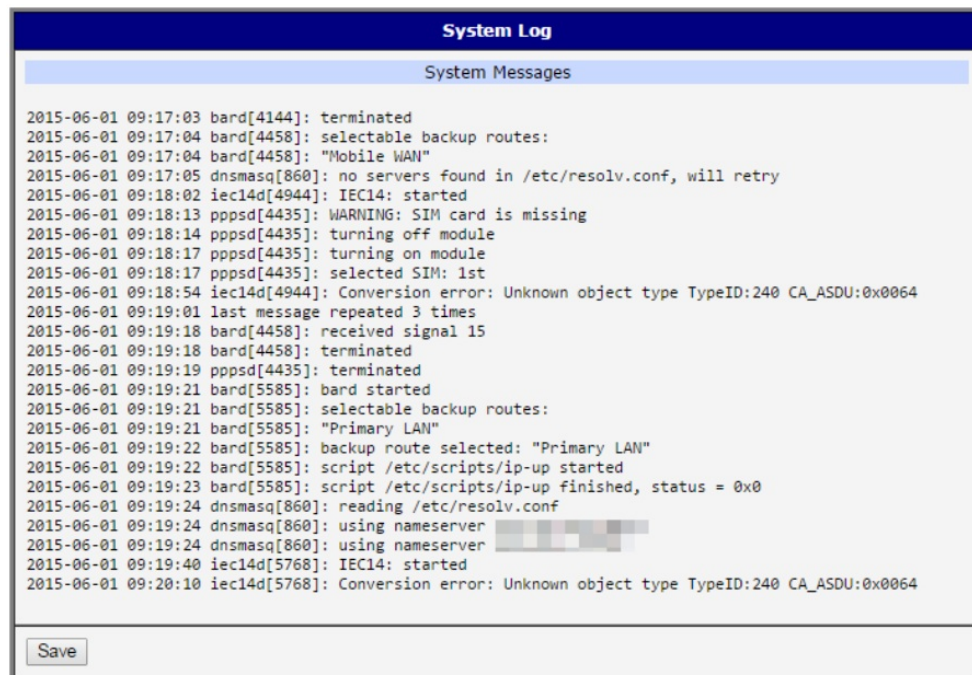 System Log
System Messages
2015-06-01 09:17:03 bard[4144]: terminated
2015-06-01 09:17:04 bard[4458]: selectable backup routes:
2015-06-01 09:17:04 bard[4458]: "Mobile WAN"
2015-06-01 09:17:05 dnsmasq[860]: no servers found in /etc/resolv.conf, will retry
2015-06-01 09:18:02 iec14d[4944]: IEC14: started
2015-06-01 09:18:13 pppsd[4435]: WARNING: SIM card is missing
2015-06-01 09:18:14 pppsd[4435]: turning off module
2015-06-01 09:18:17 pppsd[4435]: turning on module
2015-06-01 09:18:17 pppsd[4435]: selected SIM: 1st
2015-06-01 09:18:54 iec14d[4944]: Conversion error: Unknown object type TypeID:240 CA_ASDU:0x0064
2015-06-01 09:19:01 last message repeated 3 times
2015-06-01 09:19:18 bard[4458]: received signal 15
2015-06-01 09:19:18 bard[4458]: terminated
2015-06-01 09:19:19 pppsd[4435]: terminated
2015-06-01 09:19:21 bard[5585]: bard started
2015-06-01 09:19:21 bard[5585]: selectable backup routes:
2015-06-01 09:19:21 bard[5585]: "Primary LAN"
2015-06-01 09:19:22 bard[5585]: backup route selected: "Primary LAN"
2015-06-01 09:19:22 bard[5585]: script /etc/scripts/ip-up started
2015-06-01 09:19:23 bard[5585]: script /etc/scripts/ip-up finished, status = 0x0
2015-06-01 09:19:24 dnsmasq[860]: reading /etc/resolv.conf
2015-06-01 09:19:24 dnsmasq[860]: using nameserver
2015-06-01 09:19:24 dnsmasq[860]: using nameserver
2015-06-01 09:19:40 iec14d[5768]: IEC14: started
2015-06-01 09:20:10 iec14d[5768]: Conversion error: Unknown object type TypeID:240 CA_ASDU:0x0064
Save